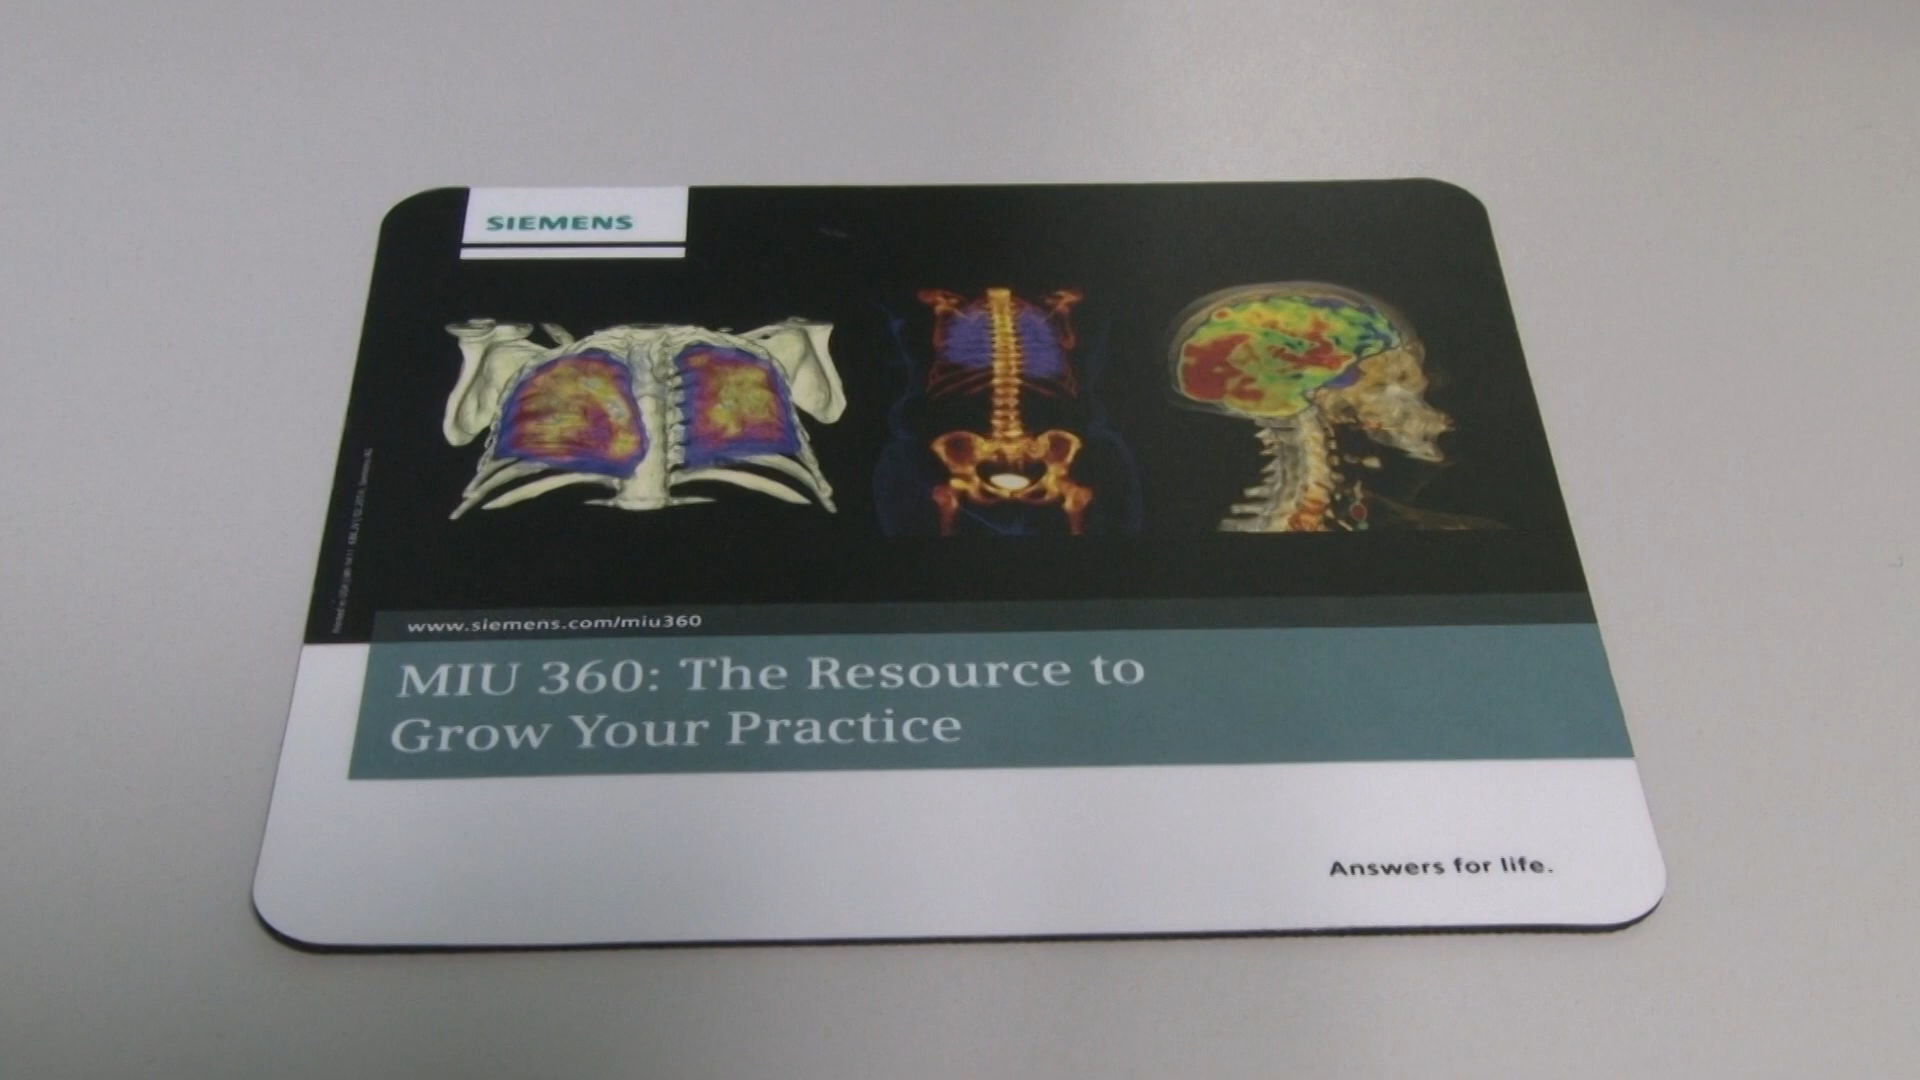 SIEMENS
www.siemens.com/miu360
MIU 360: The Resource to
Grow Your Practice
Answers for life.